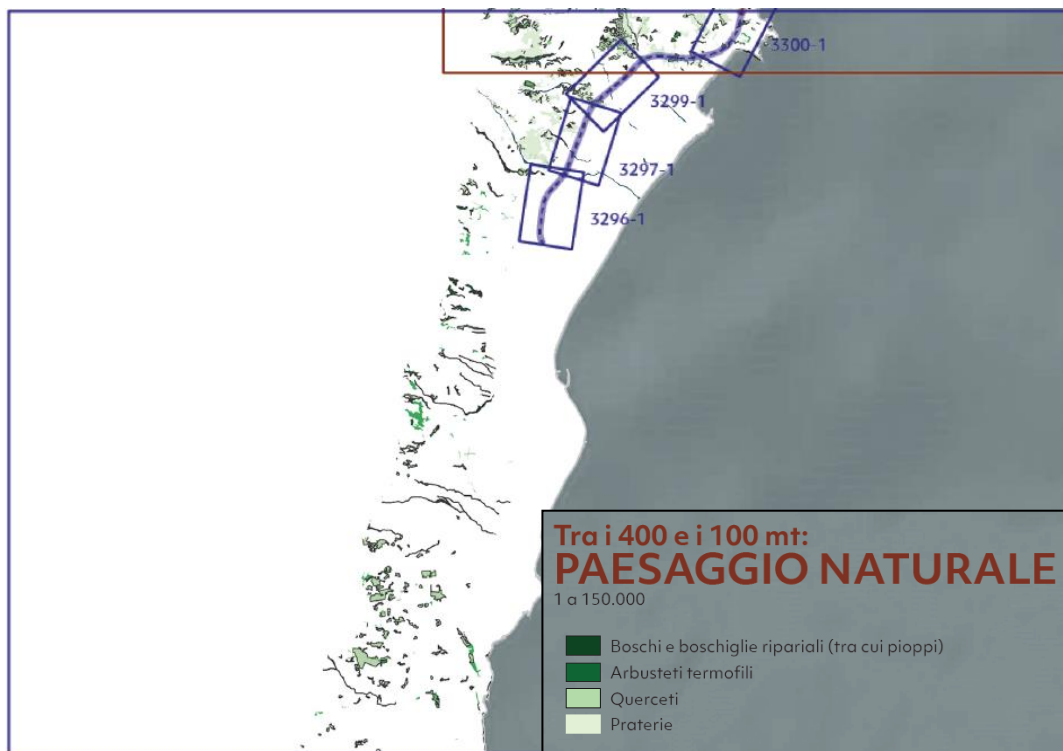 3300-1
3299-1
3297-1
3296-1
Tra i 400 e i 100 mt:
PAESAGGIO NATURALE
1 a 150.000
Boschi e boschiglie ripariali (tra cui pioppi)
Arbusteti termofili
Querceti
Praterie